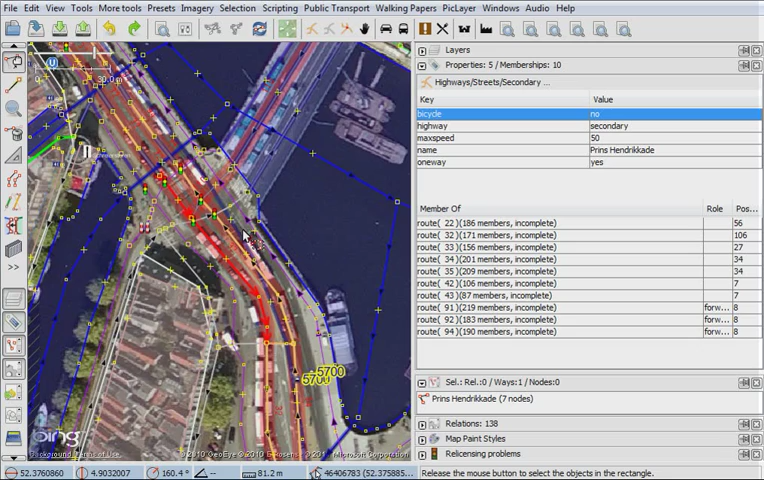 File Edit View Tools More tools Presets Imagery Selection Scripting Public Transport Walking Papers PicLayer Windows Audio Help
Layers
Properties: 5 / Memberships: 10
Highways/Streets/Secondary ...
Key Value
bicycle no
highway secondary
maxspeed 50
name Prins Hendrikkade
oneway yes
Member Of Role Pos...
route( 22 )(186 members, incomplete) 56
route( 32 )(171 members, incomplete) 106
route( 33 )(156 members, incomplete) 27
route( 34 )(201 members, incomplete) 34
route( 35 )(209 members, incomplete) 34
route( 42 )(106 members, incomplete) 7
route( 43 )(87 members, incomplete) 7
route( 91 )(219 members, incomplete) forw... 8
route( 92 )(183 members, incomplete) forw... 8
route( 94 )(190 members, incomplete) forw... 8
Sel.: Rel.:0 / Ways:1 / Nodes:0
Prins Hendrikkade (7 nodes)
Relations: 138
Map Paint Styles
Relicensing problems
30.0 m
5700
5700
bing
52.3760860 4.9032007 160.4 ° -- 81.2 m 46406783 (52.375885... Release the mouse button to select the objects in the rectangle.